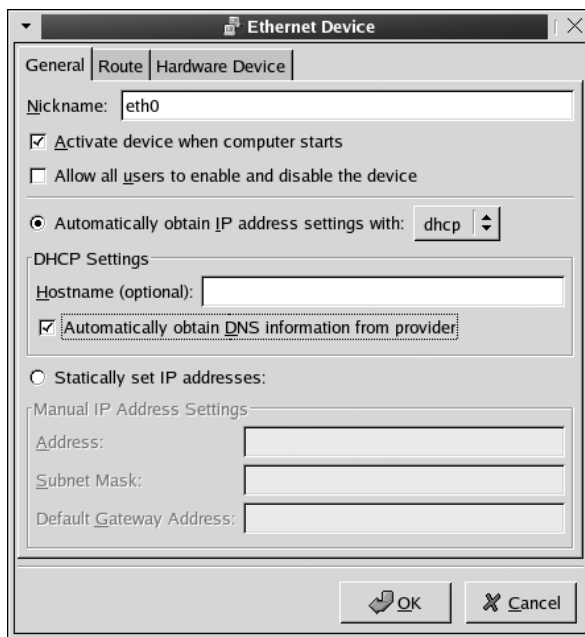 Ethernet Device
General Route Hardware Device
Nickname: eth0
Activate device when computer starts
Allow all users to enable and disable the device
Automatically obtain IP address settings with: dhcp
DHCP Settings
Hostname (optional):
Automatically obtain DNS information from provider
Statically set IP addresses:
Manual IP Address Settings
Address:
Subnet Mask:
Default Gateway Address:
OK Cancel